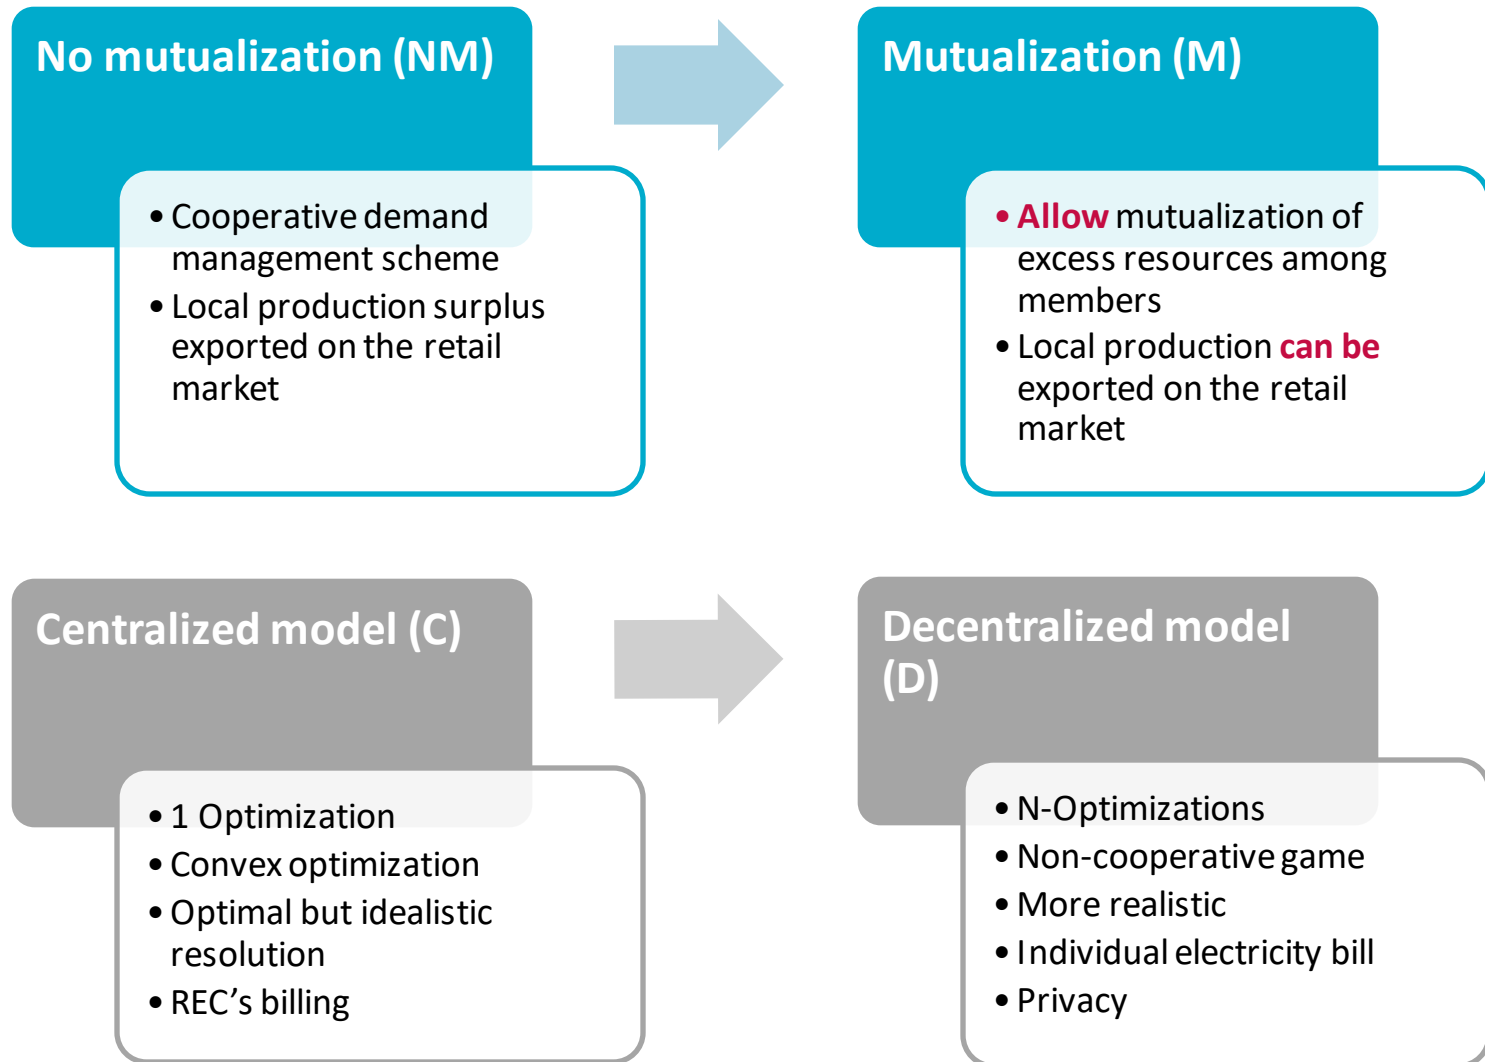 No mutualization (NM)
• Cooperative demand
management scheme
• Local production surplus
exported on the retail
market
Mutualization (M)
• Allow mutualization of
excess resources among
members
• Local production can be
exported on the retail
market
Centralized model (C)
• 1 Optimization
• Convex optimization
• Optimal but idealistic
resolution
• REC’s billing
Decentralized model
(D)
• N-Optimizations
• Non-cooperative game
• More realistic
• Individual electricity bill
• Privacy